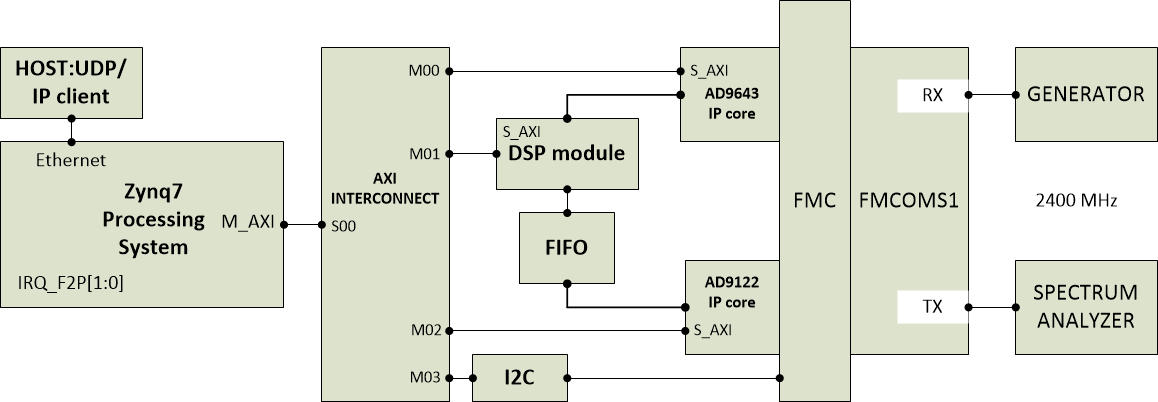 HOST:UDP/
IP client
Ethernet
Zynq7
Processing
System
M_AXI
IRQ_F2P[1:0]
AXI
INTERCONNECT
S00
M00
M01
M02
M03
S_AXI
DSP module
FIFO
I2C
S_AXI
AD9643
IP core
AD9122
IP core
S_AXI
FMC
FMCOMS1
RX
TX
GENERATOR
2400 MHz
SPECTRUM
ANALYZER